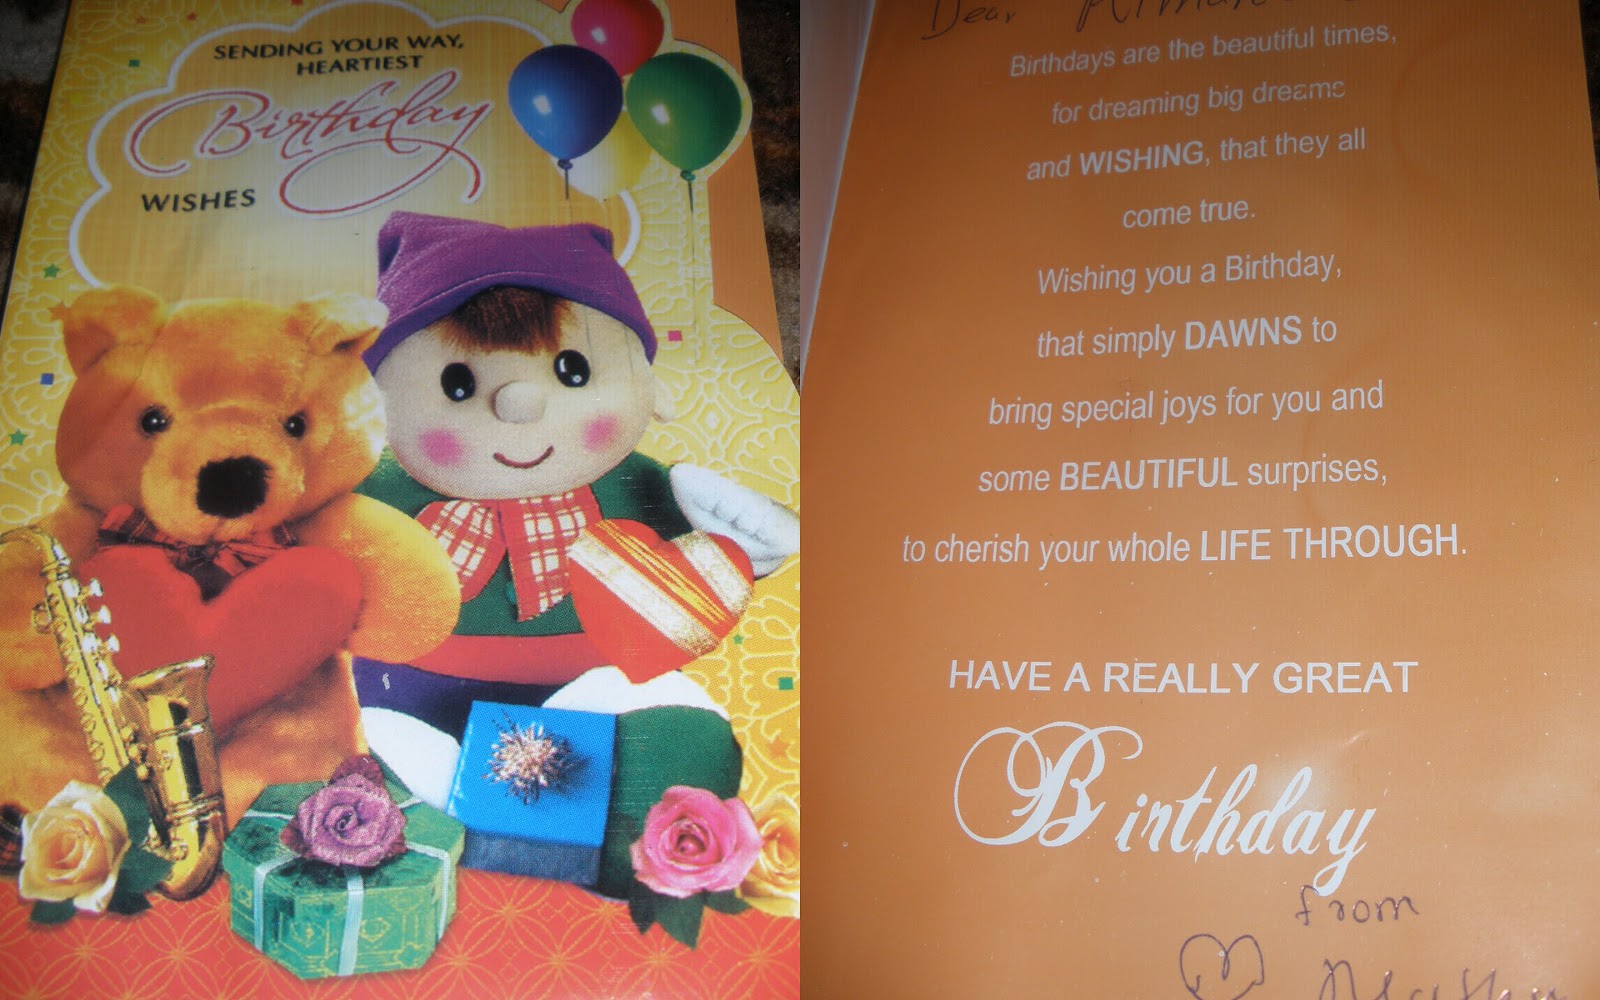 SENDING YOUR WAY,
HEARTIEST
Birthday
WISHES
Dear
Birthdays are the beautiful times,
for dreaming big dreams
and WISHING, that they all
come true.
Wishing you a Birthday,
that simply DAWNS to
bring special joys for you and
some BEAUTIFUL surprises,
to cherish your whole LIFE THROUGH.
HAVE A REALLY GREAT
Birthday
from